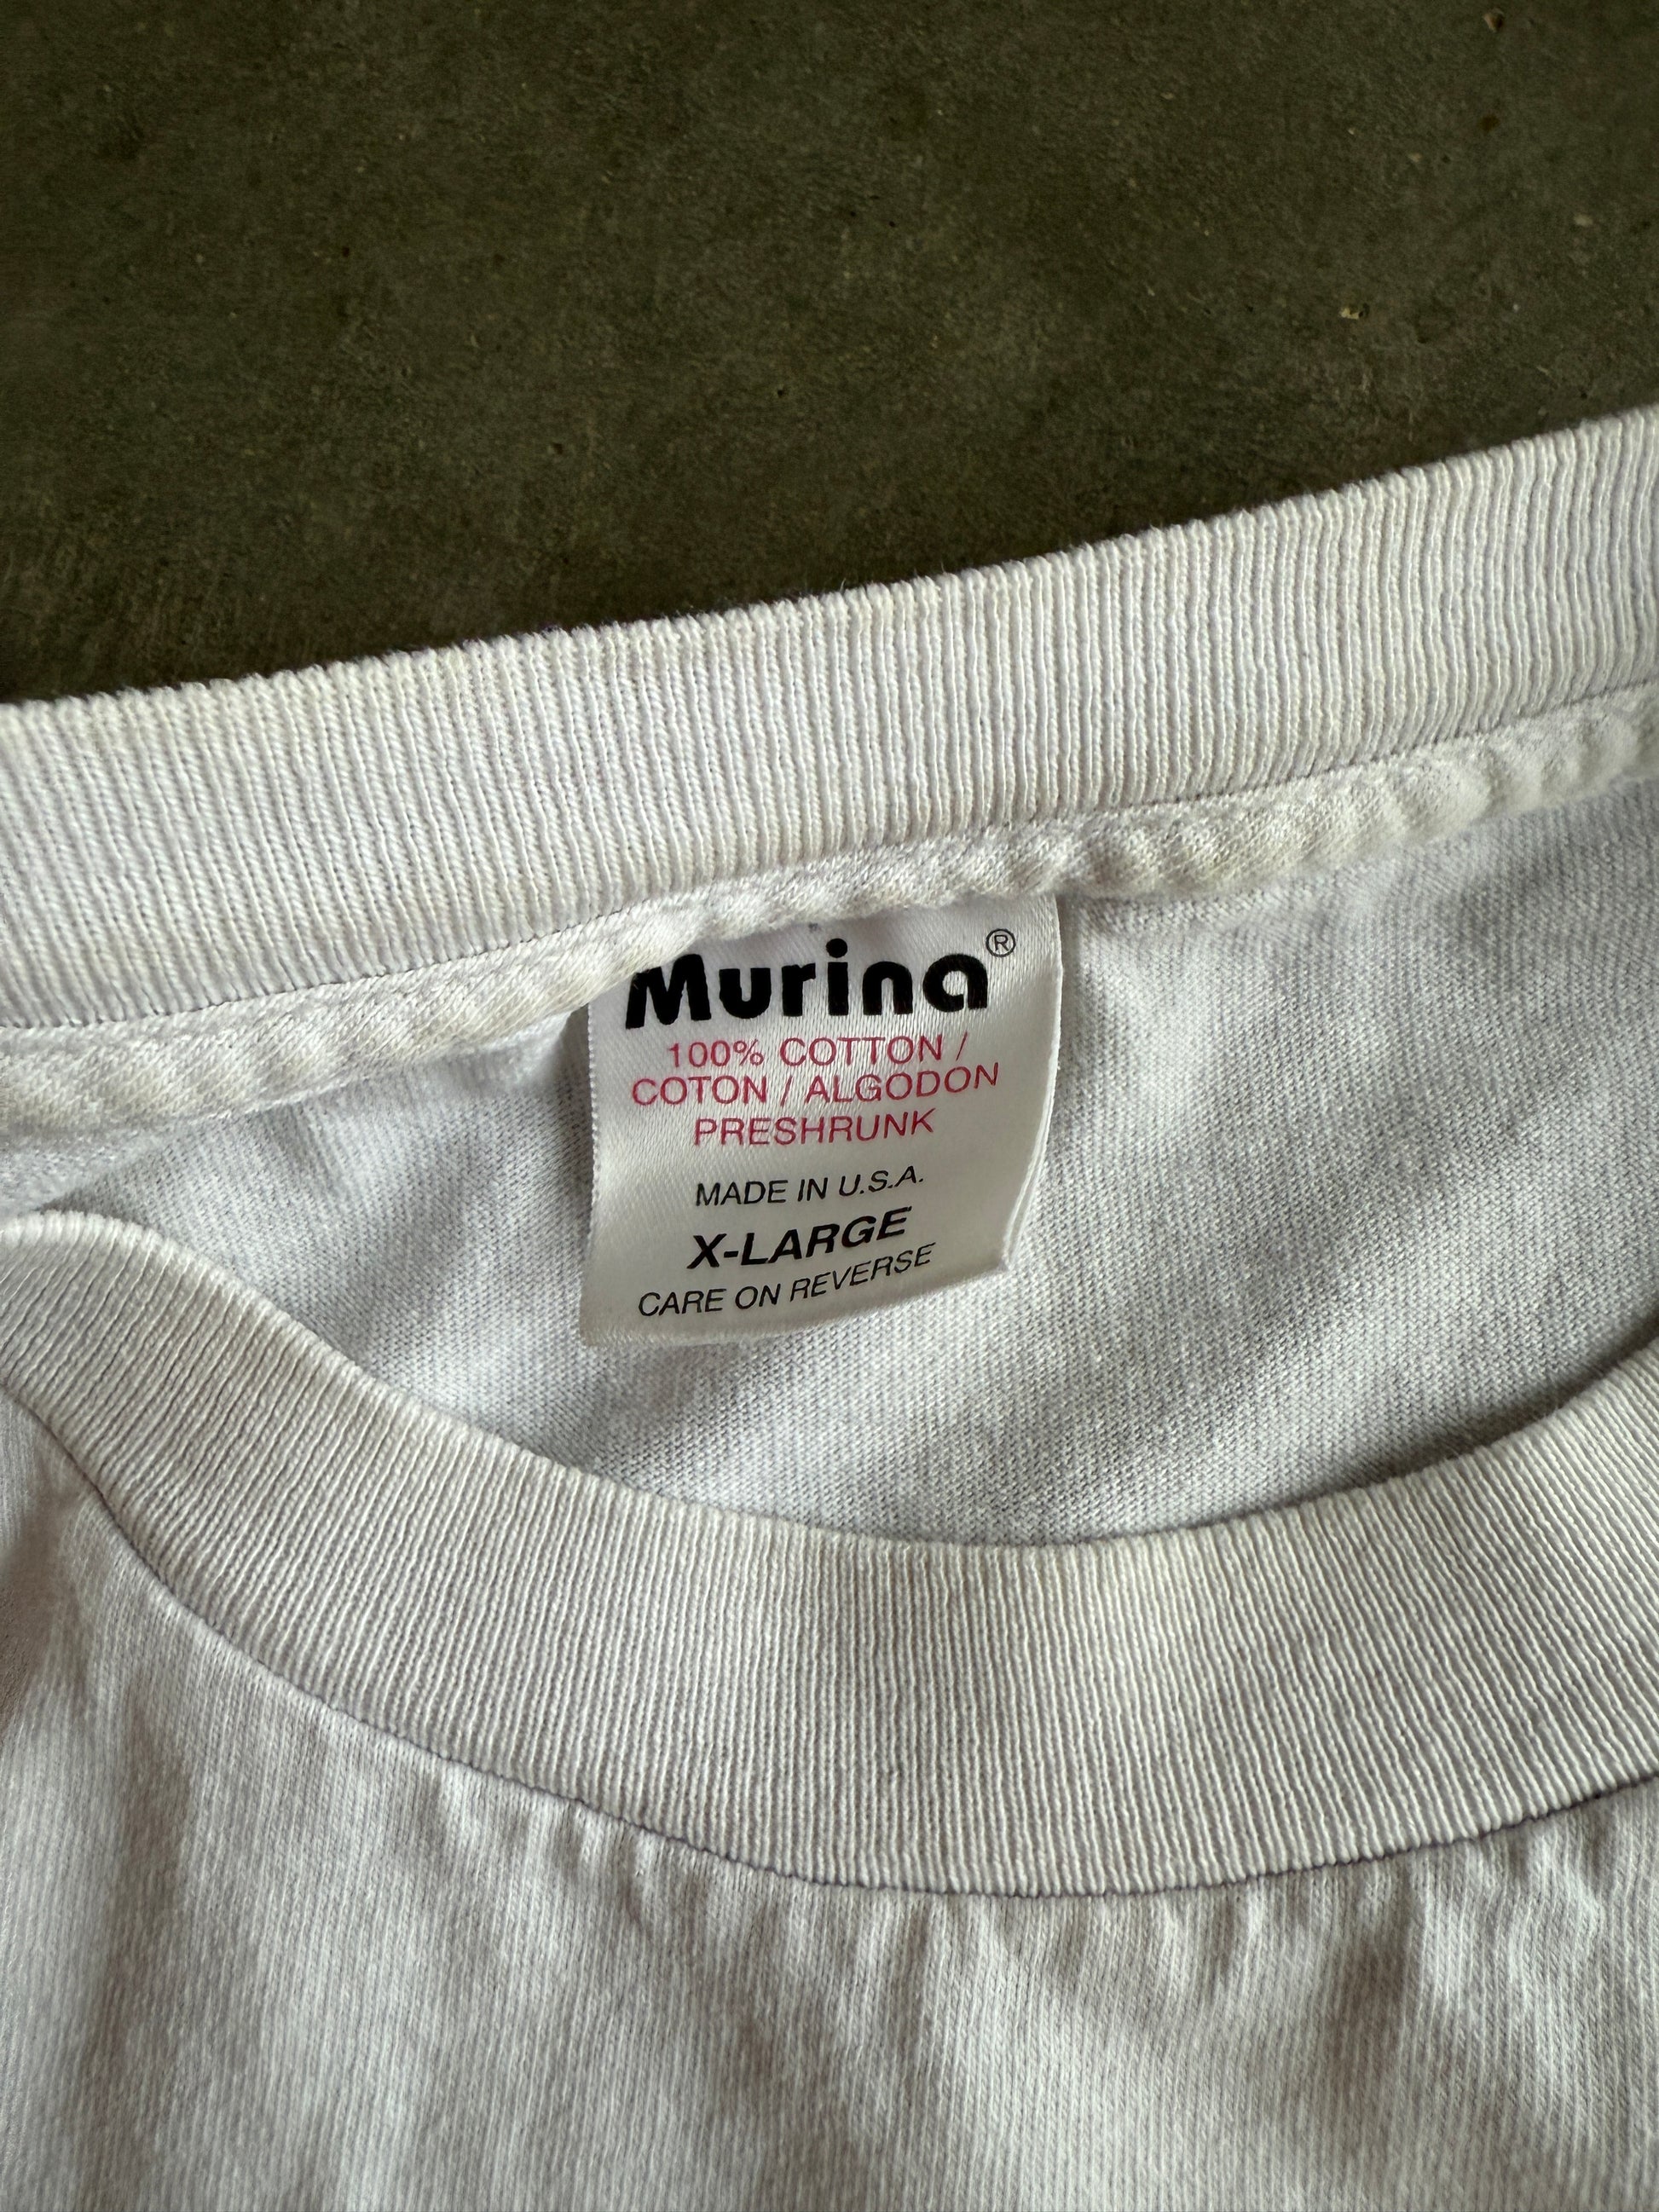 Murina®
100% COTTON /
COTON / ALGODON
PRESHRUNK
MADE IN U.S.A.
X-LARGE
CARE ON REVERSE